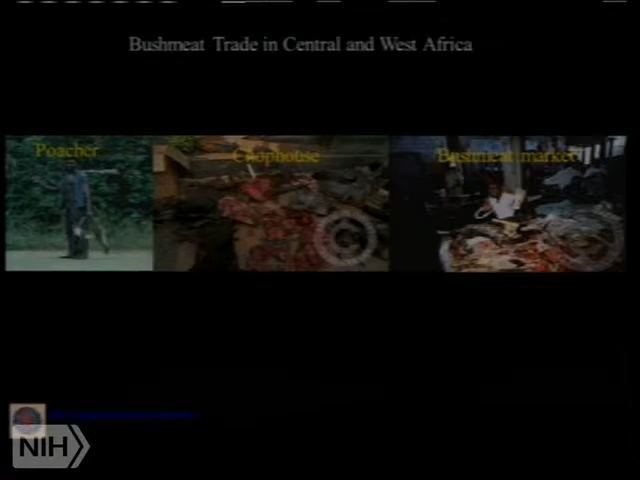 Bushmeat Trade in Central and West Africa
Poacher
Chophouse
Bushmeat market
©
NIH